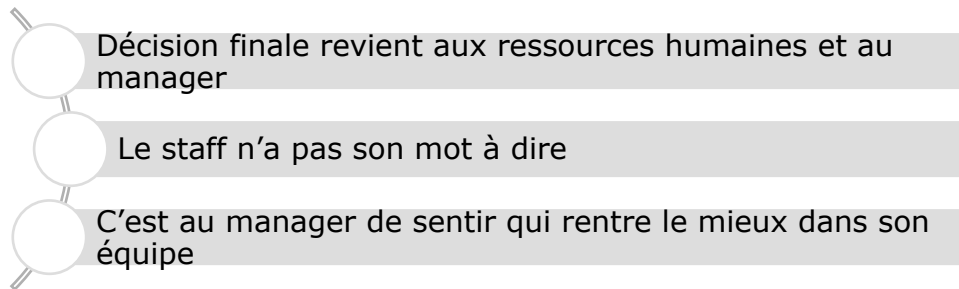 Décision finale revient aux ressources humaines et au
manager
Le staff n’a pas son mot à dire
C’est au manager de sentir qui rentre le mieux dans son
équipe